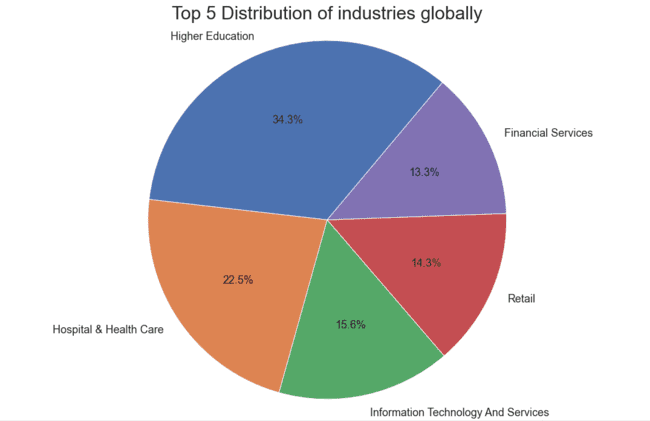 Top 5 Distribution of industries globally
Higher Education
34.3%
Financial Services
13.3%
14.3%
Retail
22.5%
Hospital & Health Care
15.6%
Information Technology And Services